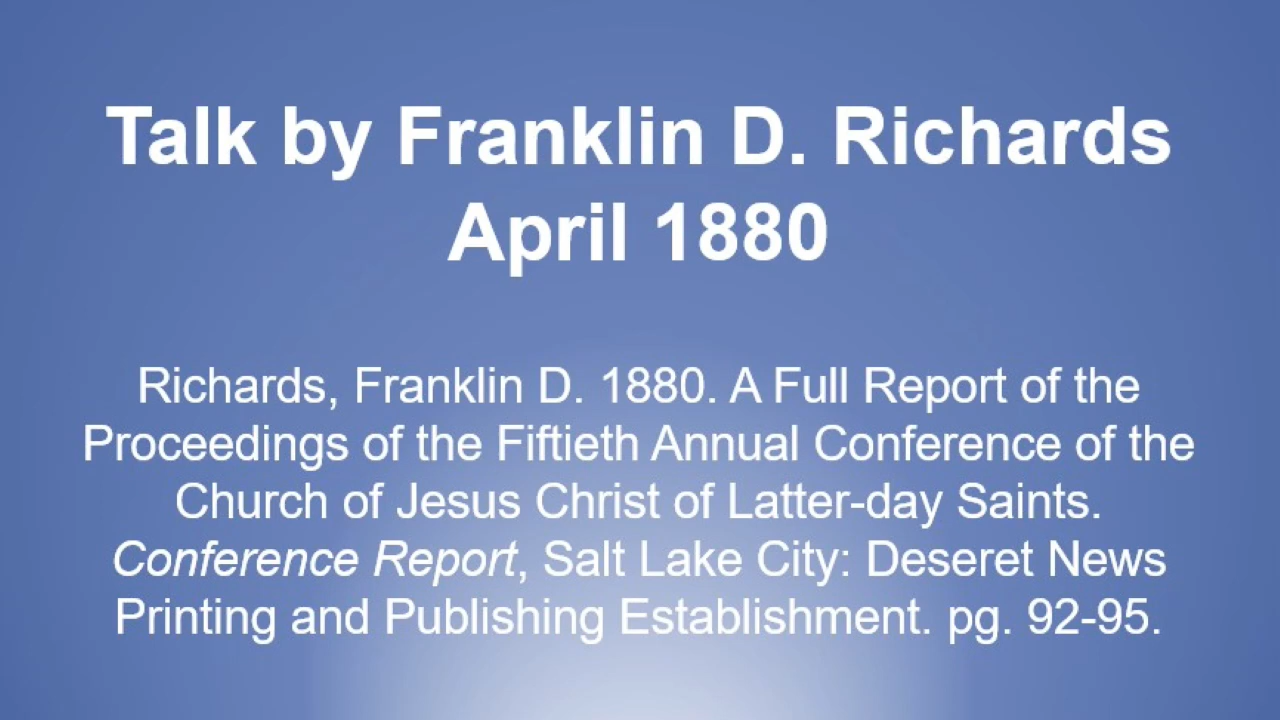 Talk by Franklin D. Richards
April 1880
Richards, Franklin D. 1880. A Full Report of the
Proceedings of the Fiftieth Annual Conference of the
Church of Jesus Christ of Latter-day Saints.
Conference Report, Salt Lake City: Deseret News
Printing and Publishing Establishment. pg. 92-95.